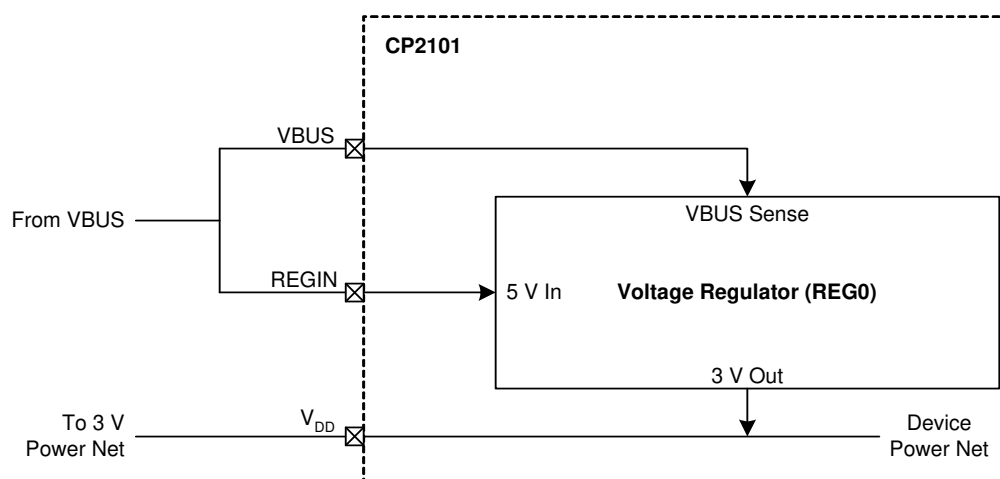 CP2101
VBUS
From VBUS
VBUS Sense
REGIN
5 V In
Voltage Regulator (REG0)
3 V Out
To 3 V
Power Net
VDD
Device
Power Net